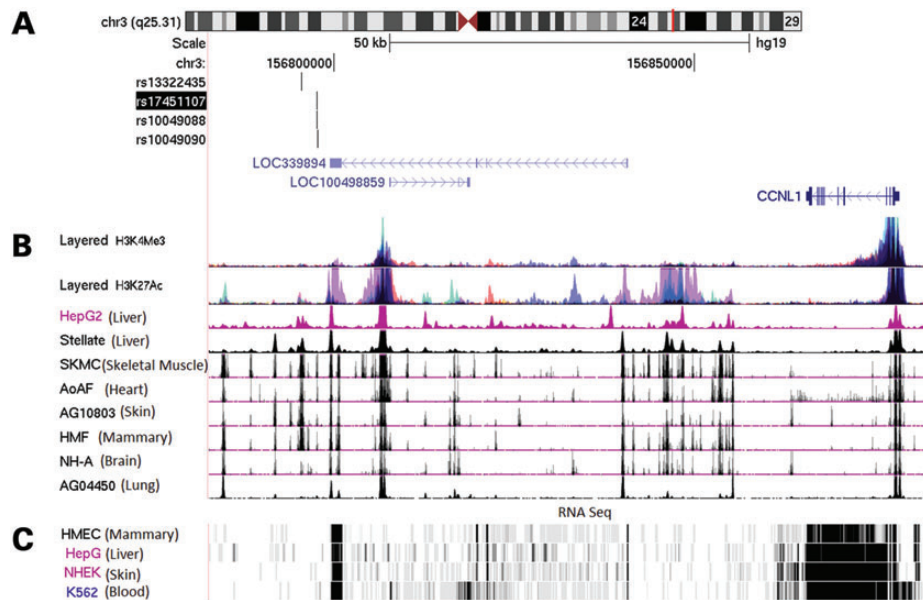 A
chr3 (q25.31) 24 29
Scale 50 kb hg19
chr3: 156800000 156850000
rs13322435
rs17451107
rs10049088
rs10049090
LOC339894
LOC100498859
CCNL1
B
Layered H3K4Me3
Layered H3K27Ac
HepG2 (Liver)
Stellate (Liver)
SKMC(Skeletal Muscle)
AoAF (Heart)
AG10803 (Skin)
HMF (Mammary)
NH-A (Brain)
AG04450 (Lung)
RNA Seq
C
HMEC (Mammary)
HepG (Liver)
NHEK (Skin)
K562 (Blood)